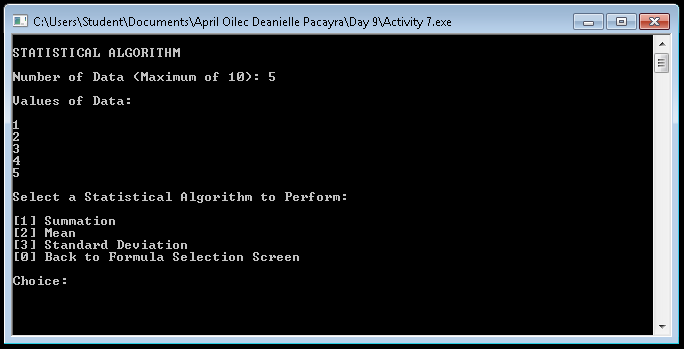 C:\Users\Student\Documents\April Oilec Deanielle Pacayra\Day 9\Activity 7.exe
STATISTICAL ALGORITHM
Number of Data (Maximum of 10): 5
Values of Data:
1
2
3
4
5
Select a Statistical Algorithm to Perform:
[1] Summation
[2] Mean
[3] Standard Deviation
[0] Back to Formula Selection Screen
Choice: